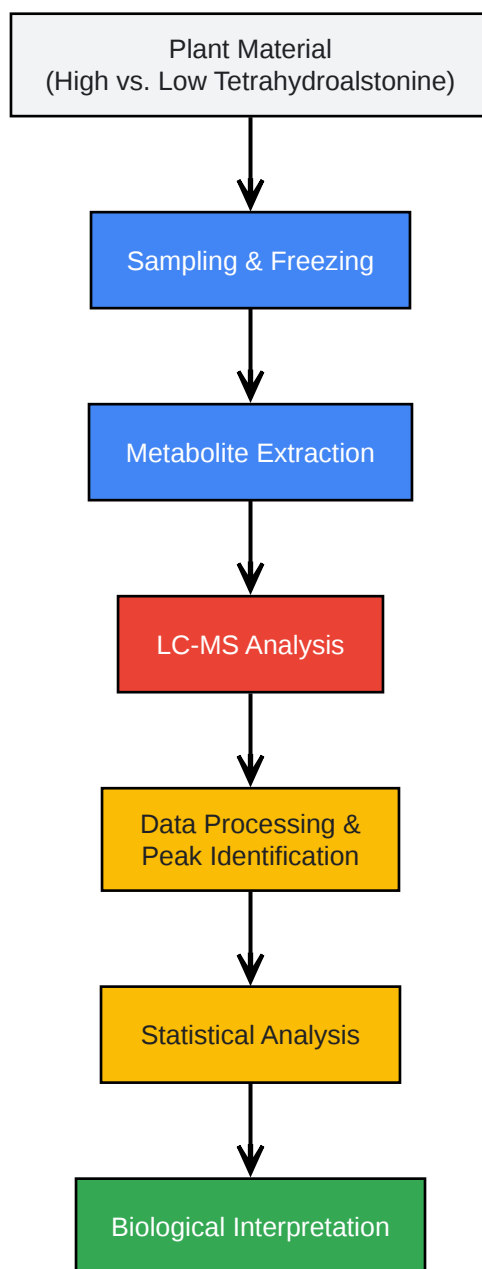 Plant Material
(High vs. Low Tetrahydroalstonine)
Sampling & Freezing
Metabolite Extraction
LC-MS Analysis
Data Processing &
Peak Identification
Statistical Analysis
Biological Interpretation